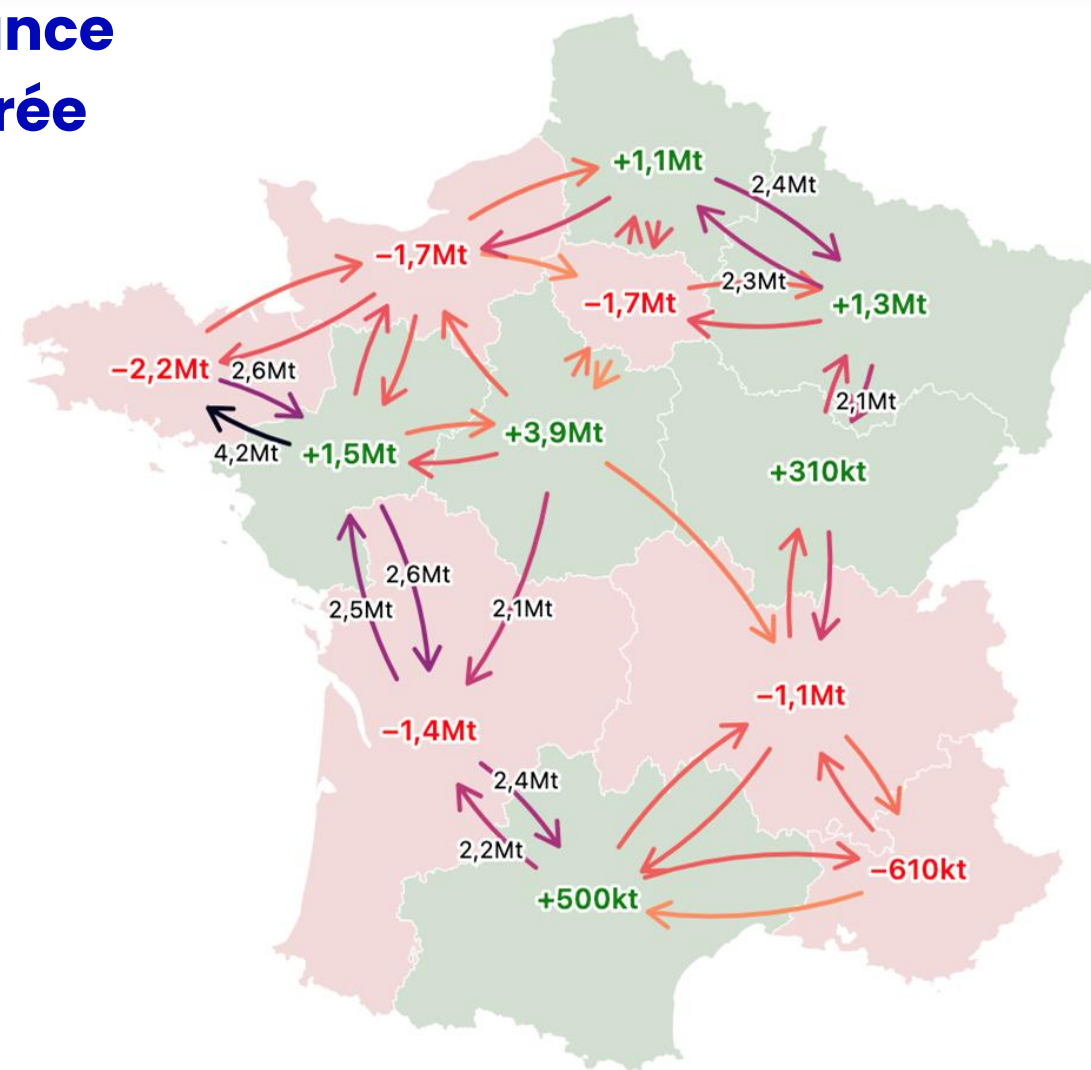 ance
rée
+1,1Mt
2,4Mt
−1,7Mt
2,3Mt
−1,7Mt
+1,3Mt
−2,2Mt
2,6Mt
2,1Mt
4,2Mt
+1,5Mt
+3,9Mt
+310kt
2,6Mt
2,5Mt
2,1Mt
−1,1Mt
−1,4Mt
2,4Mt
2,2Mt
−610kt
+500kt